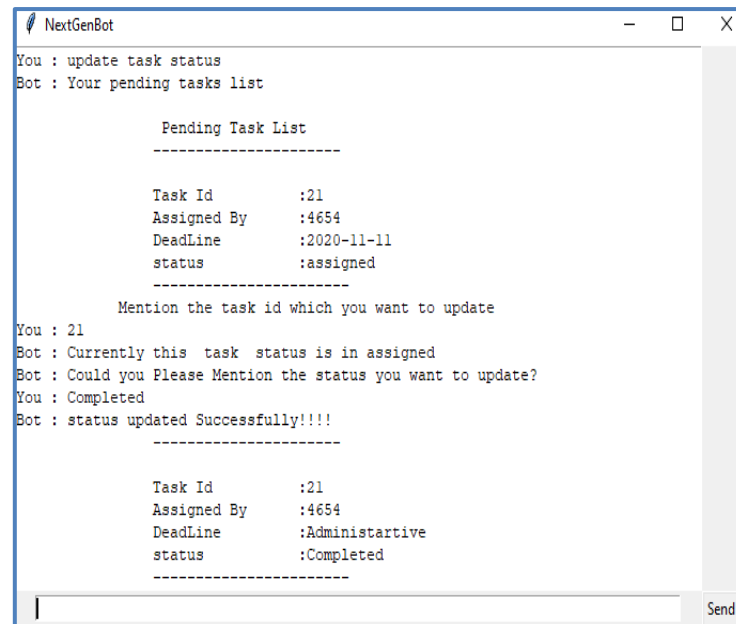 NextGenBot
You : update task status
Bot : Your pending tasks list
Pending Task List
----------------------
Task Id :21
Assigned By :4654
DeadLine :2020-11-11
status :assigned
-----------------------
Mention the task id which you want to update
You : 21
Bot : Currently this  task  status is in assigned
Bot : Could you Please Mention the status you want to update?
You : Completed
Bot : status updated Successfully!!!!
----------------------
Task Id :21
Assigned By :4654
DeadLine :Administartive
status :Completed
-----------------------
Send